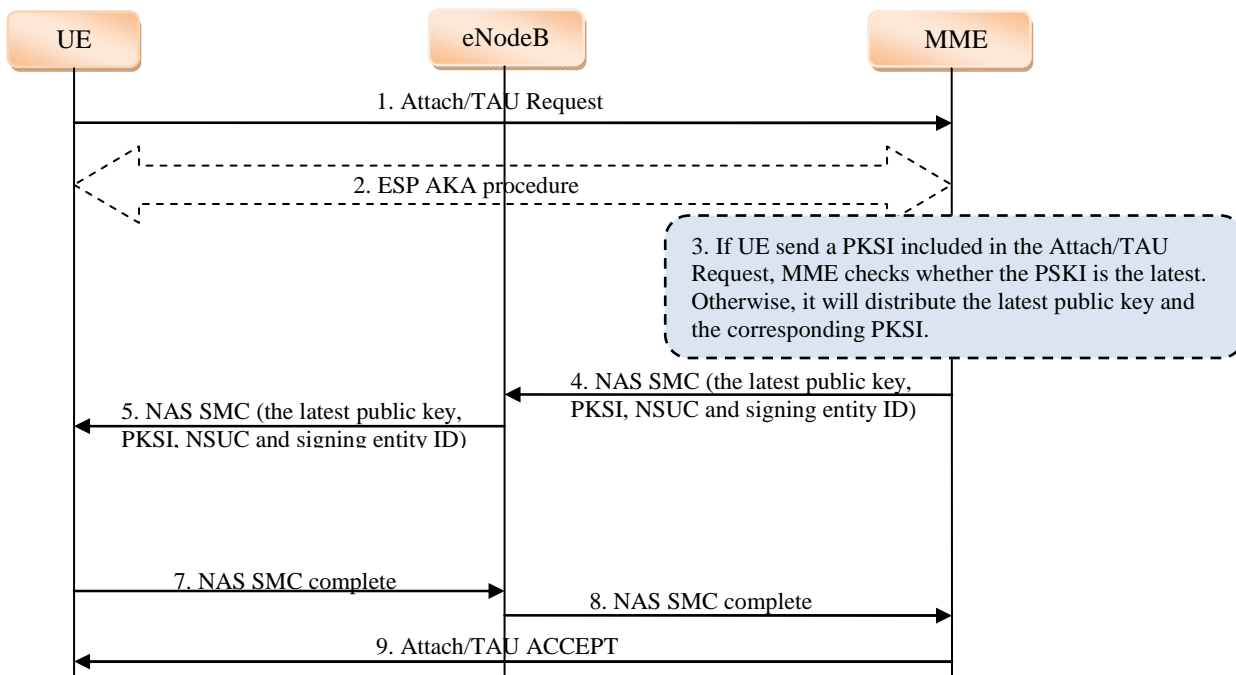 UE
eNodeB
MME
1. Attach/TAU Request
2. ESP AKA procedure
3. If UE send a PKSI included in the Attach/TAU
Request, MME checks whether the PSKI is the latest.
Otherwise, it will distribute the latest public key and
the corresponding PKSI.
4. NAS SMC (the latest public key,
PKSI, NSUC and signing entity ID)
5. NAS SMC (the latest public key,
PKSI, NSUC and signing entity ID)
7. NAS SMC complete
8. NAS SMC complete
9. Attach/TAU ACCEPT